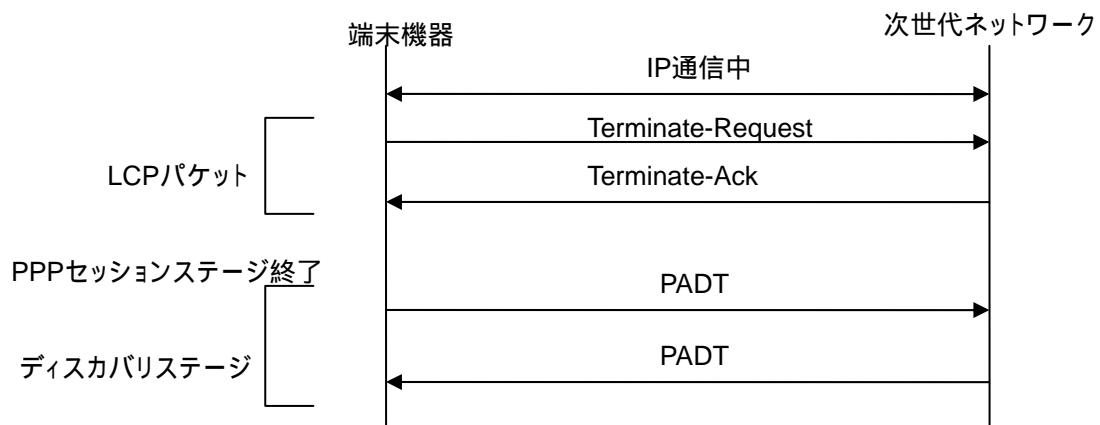 端末機器
次世代ネットワーク
IP通信中
Terminate-Request
LCPパケット
Terminate-Ack
PPPセッションステージ終了
PADT
ディスカバリステージ
PADT